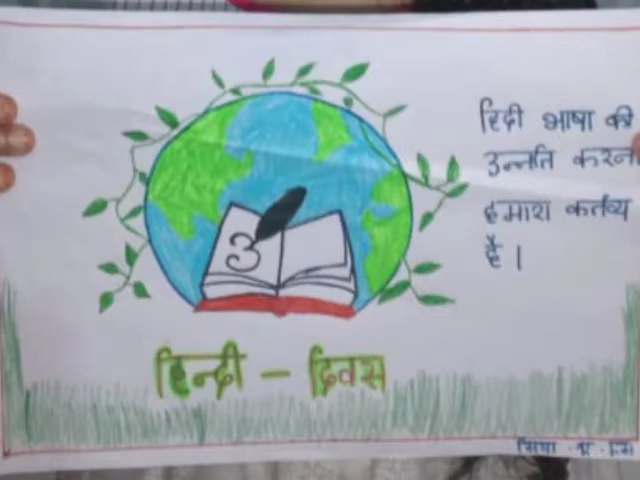 हिंदी भाषा की
उन्नति करना
हमारा कर्तव्य
है।
उ
हिन्दी - दिवस